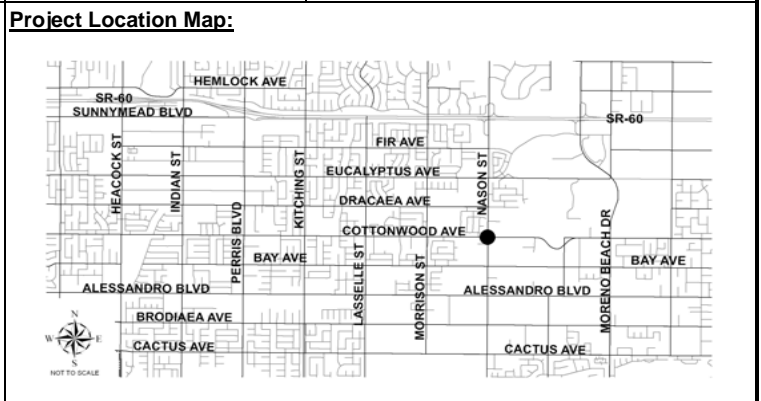 Project Location Map:
HEMLOCK AVE
SR-60
SUNNYMEAD BLVD
SR-60
FIR AVE
EUCALYPTUS AVE
HEACOCK ST
INDIAN ST
KITCHING ST
NASON ST
DRACAEA AVE
PERRIS BLVD
COTTONWOOD AVE
BAY AVE
LASSELLE ST
MORRISON ST
MORENO BEACH DR
BAY AVE
ALESSANDRO BLVD
ALESSANDRO BLVD
BRODIAEA AVE
N
W
E
S
CACTUS AVE
CACTUS AVE
NOT TO SCALE